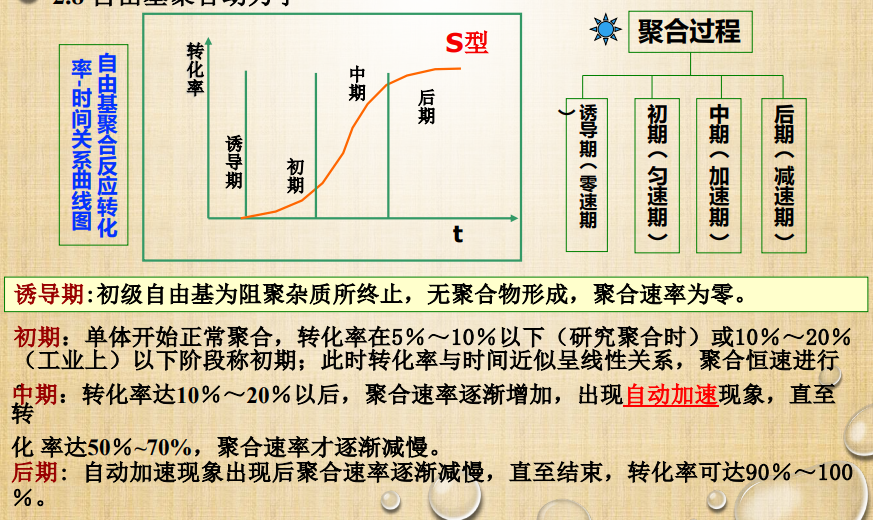 2.8 自由基聚合动力学
自由基聚合反应转化
率-时间关系曲线图
转化率
S型
诱导期
初期
中期
后期
t
聚合过程
诱导期（零速期）
初期（匀速期）
中期（加速期）
后期（减速期）
诱导期:初级自由基为阻聚杂质所终止，无聚合物形成，聚合速率为零。
初期：单体开始正常聚合，转化率在5％～10％以下（研究聚合时）或10％～20％
（工业上）以下阶段称初期；此时转化率与时间近似呈线性关系，聚合恒速进行
。
中期：转化率达10％～20％以后，聚合速率逐渐增加，出现自动加速现象，直至
转
化 率达50％~70%，聚合速率才逐渐减慢。
后期: 自动加速现象出现后聚合速率逐渐减慢，直至结束，转化率可达90％～100
％。